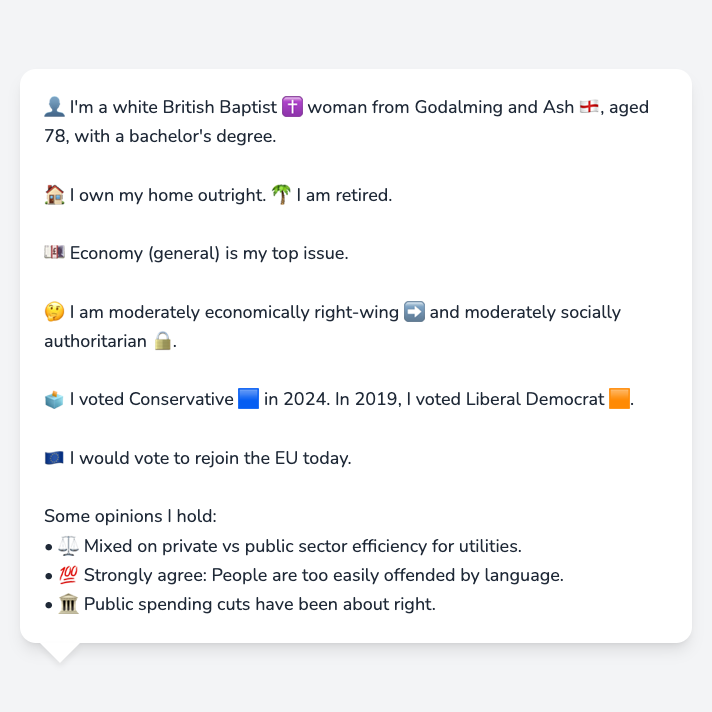 👤 I'm a white British Baptist ✝️ woman from Godalming and Ash 🏴󠁧󠁢󠁥󠁮󠁧󠁿, aged
78, with a bachelor's degree.
🏠 I own my home outright. 🌴 I am retired.
💷 Economy (general) is my top issue.
🤔 I am moderately economically right-wing ➡️ and moderately socially
authoritarian 🔒.
🗳️ I voted Conservative 🟦 in 2024. In 2019, I voted Liberal Democrat 🟧.
🇪🇺 I would vote to rejoin the EU today.
Some opinions I hold:
• ⚖️ Mixed on private vs public sector efficiency for utilities.
• 💯 Strongly agree: People are too easily offended by language.
• 🏛️ Public spending cuts have been about right.